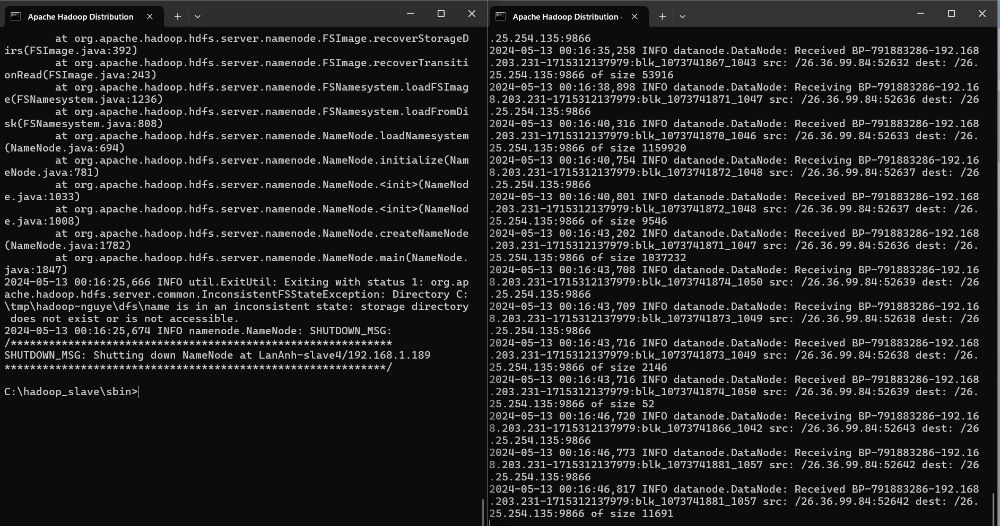 Apache Hadoop Distribution
        at org.apache.hadoop.hdfs.server.namenode.FSImage.recoverStorageD
irs(FSImage.java:392)
        at org.apache.hadoop.hdfs.server.namenode.FSImage.recoverTransiti
onRead(FSImage.java:243)
        at org.apache.hadoop.hdfs.server.namenode.FSNamesystem.loadFSImag
e(FSNamesystem.java:1236)
        at org.apache.hadoop.hdfs.server.namenode.FSNamesystem.loadFromDi
sk(FSNamesystem.java:808)
        at org.apache.hadoop.hdfs.server.namenode.NameNode.loadNamesystem
(NameNode.java:694)
        at org.apache.hadoop.hdfs.server.namenode.NameNode.initialize(Nam
eNode.java:781)
        at org.apache.hadoop.hdfs.server.namenode.NameNode.<init>(NameNod
e.java:1033)
        at org.apache.hadoop.hdfs.server.namenode.NameNode.<init>(NameNod
e.java:1008)
        at org.apache.hadoop.hdfs.server.namenode.NameNode.createNameNode
(NameNode.java:1782)
        at org.apache.hadoop.hdfs.server.namenode.NameNode.main(NameNode.
java:1847)
2024-05-13 00:16:25,666 INFO util.ExitUtil: Exiting with status 1: org.ap
ache.hadoop.hdfs.server.common.InconsistentFSStateException: Directory C:
\tmp\hadoop-nguye\dfs\name is in an inconsistent state: storage directory
 does not exist or is not accessible.
2024-05-13 00:16:25,674 INFO namenode.NameNode: SHUTDOWN_MSG:
/************************************************************
SHUTDOWN_MSG: Shutting down NameNode at LanAnh-slave4/192.168.1.189
************************************************************/
C:\hadoop_slave\sbin>
Apache Hadoop Distribution -
.25.254.135:9866
2024-05-13 00:16:35,258 INFO datanode.DataNode: Received BP-791883286-192.168
.203.231-1715312137979:blk_1073741867_1043 src: /26.36.99.84:52632 dest: /26.
25.254.135:9866 of size 53916
2024-05-13 00:16:38,898 INFO datanode.DataNode: Receiving BP-791883286-192.16
8.203.231-1715312137979:blk_1073741871_1047 src: /26.36.99.84:52636 dest: /26
.25.254.135:9866
2024-05-13 00:16:40,316 INFO datanode.DataNode: Received BP-791883286-192.168
.203.231-1715312137979:blk_1073741870_1046 src: /26.36.99.84:52633 dest: /26.
25.254.135:9866 of size 1159920
2024-05-13 00:16:40,754 INFO datanode.DataNode: Receiving BP-791883286-192.16
8.203.231-1715312137979:blk_1073741872_1048 src: /26.36.99.84:52637 dest: /26
.25.254.135:9866
2024-05-13 00:16:40,801 INFO datanode.DataNode: Received BP-791883286-192.168
.203.231-1715312137979:blk_1073741872_1048 src: /26.36.99.84:52637 dest: /26.
25.254.135:9866 of size 9546
2024-05-13 00:16:43,202 INFO datanode.DataNode: Received BP-791883286-192.168
.203.231-1715312137979:blk_1073741871_1047 src: /26.36.99.84:52636 dest: /26.
25.254.135:9866 of size 1037232
2024-05-13 00:16:43,708 INFO datanode.DataNode: Receiving BP-791883286-192.16
8.203.231-1715312137979:blk_1073741874_1050 src: /26.36.99.84:52639 dest: /26
.25.254.135:9866
2024-05-13 00:16:43,709 INFO datanode.DataNode: Receiving BP-791883286-192.16
8.203.231-1715312137979:blk_1073741873_1049 src: /26.36.99.84:52638 dest: /26
.25.254.135:9866
2024-05-13 00:16:43,716 INFO datanode.DataNode: Received BP-791883286-192.168
.203.231-1715312137979:blk_1073741873_1049 src: /26.36.99.84:52638 dest: /26.
25.254.135:9866 of size 2146
2024-05-13 00:16:43,716 INFO datanode.DataNode: Received BP-791883286-192.168
.203.231-1715312137979:blk_1073741874_1050 src: /26.36.99.84:52639 dest: /26.
25.254.135:9866 of size 52
2024-05-13 00:16:46,720 INFO datanode.DataNode: Receiving BP-791883286-192.16
8.203.231-1715312137979:blk_1073741866_1042 src: /26.36.99.84:52643 dest: /26
.25.254.135:9866
2024-05-13 00:16:46,773 INFO datanode.DataNode: Receiving BP-791883286-192.16
8.203.231-1715312137979:blk_1073741881_1057 src: /26.36.99.84:52642 dest: /26
.25.254.135:9866
2024-05-13 00:16:46,817 INFO datanode.DataNode: Received BP-791883286-192.168
.203.231-1715312137979:blk_1073741881_1057 src: /26.36.99.84:52642 dest: /26.
25.254.135:9866 of size 11691